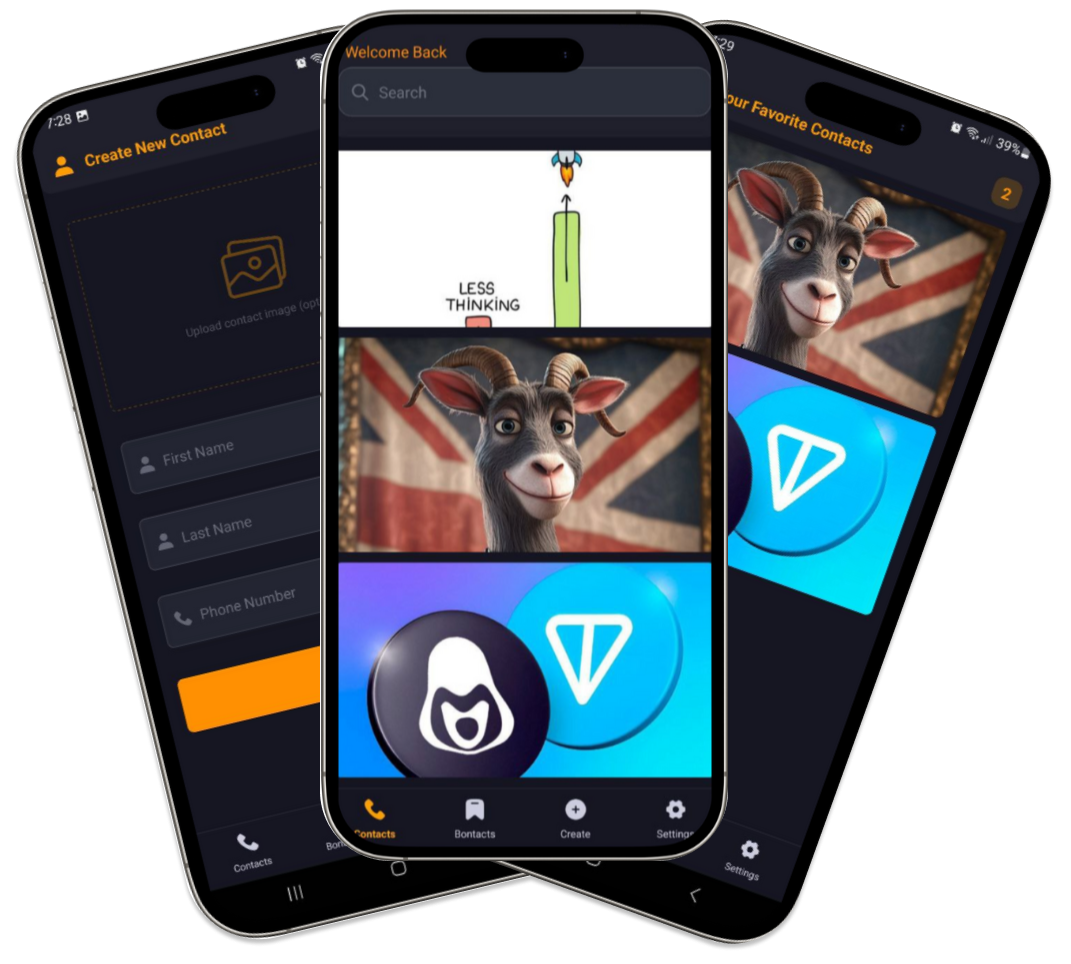 7:28
Create New Contact
Upload contact image (opt
First Name
Last Name
Phone Number
Contacts
Welcome Back
Search
LESS
THINKING
Contacts
Bontacts
Create
Settings
:29
39%
our Favorite Contacts
2
Settings